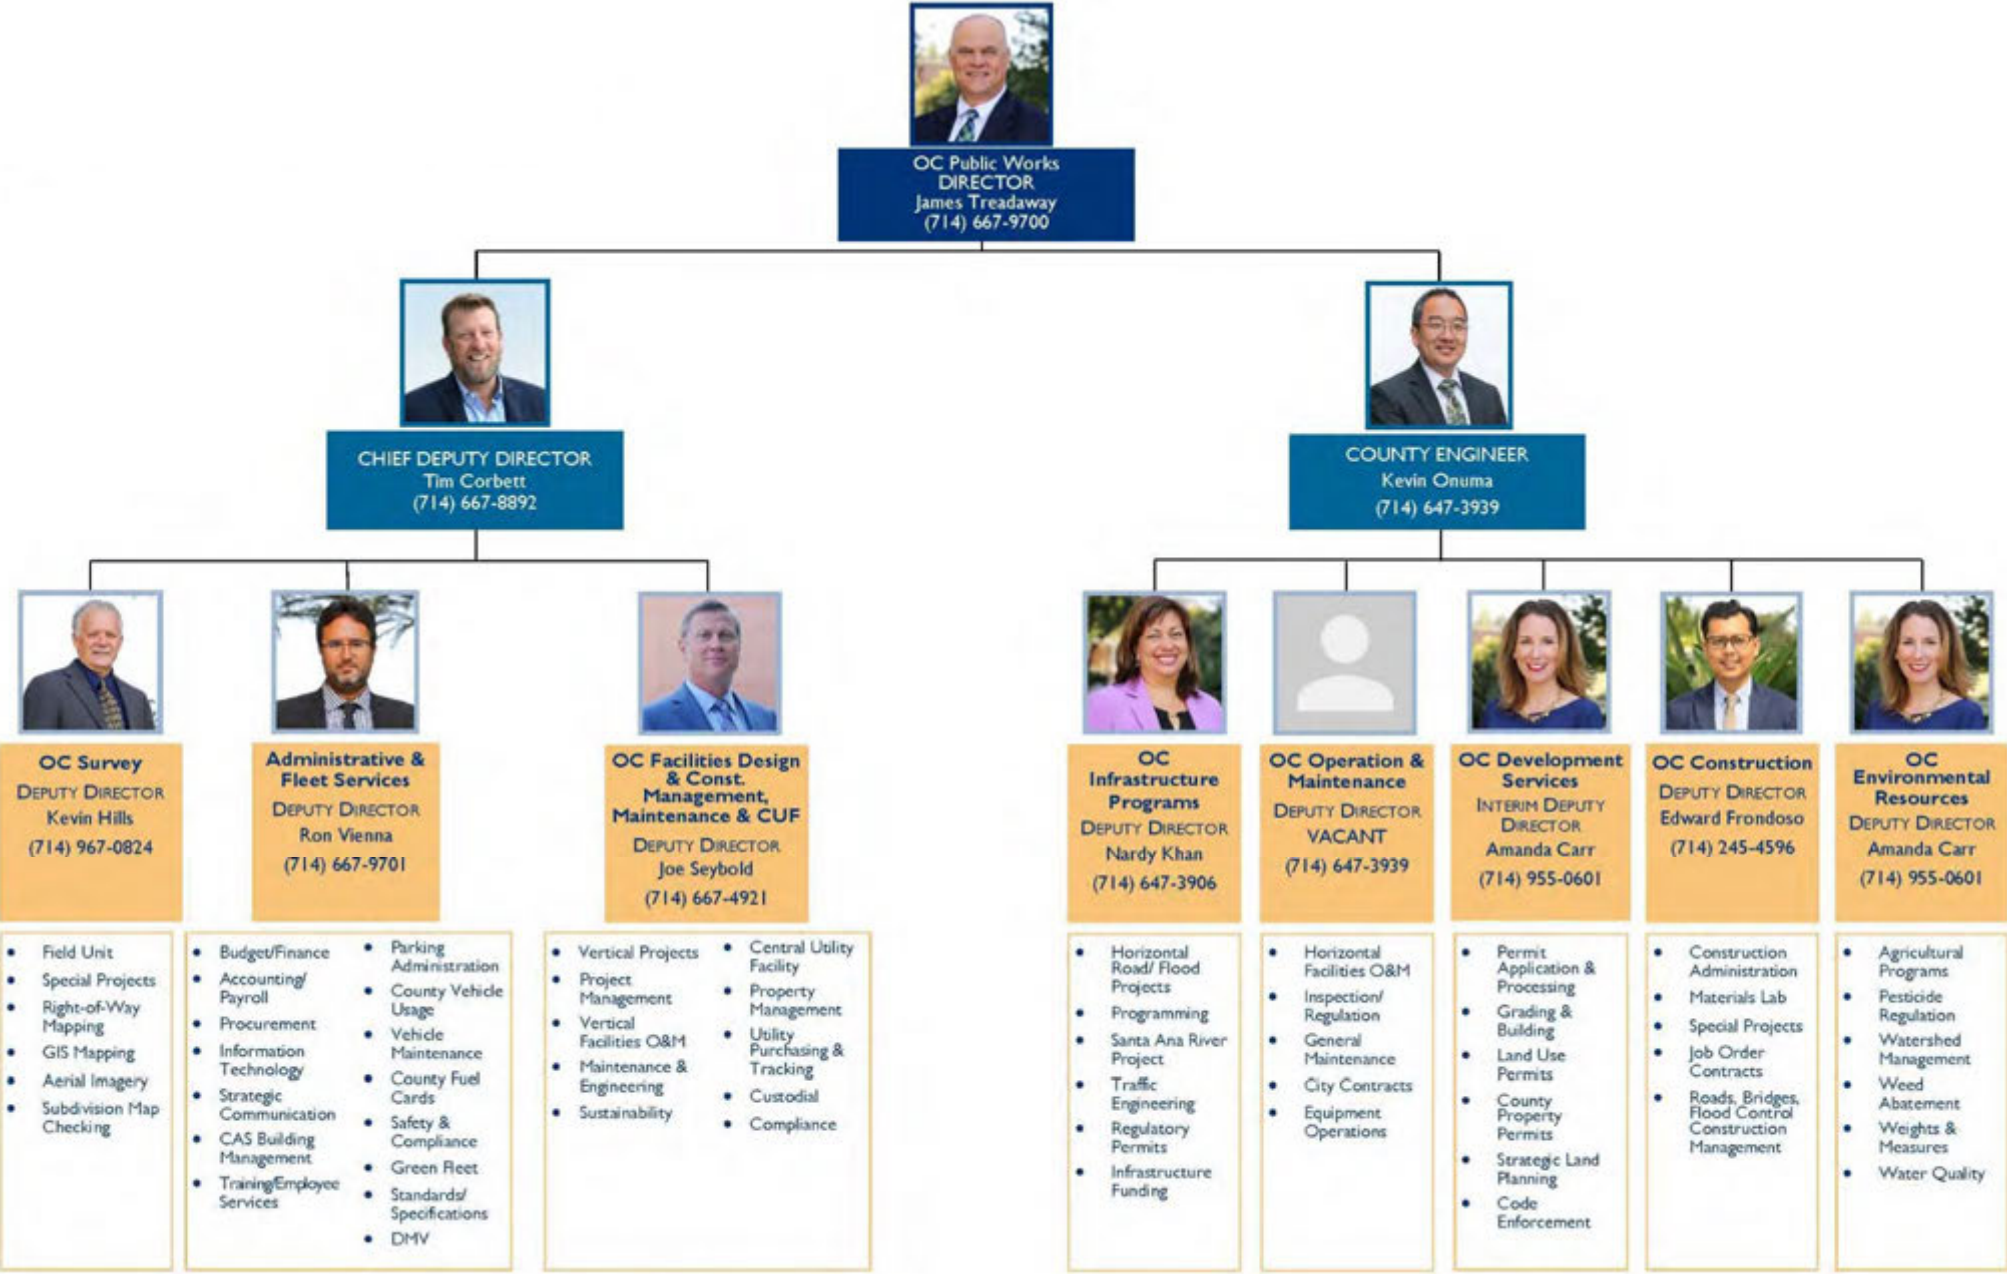 OC Public Works
DIRECTOR
James Treadaway
(714) 667-9700
CHIEF DEPUTY DIRECTOR
Tim Corbett
(714) 667-8892
COUNTY ENGINEER
Kevin Onuma
(714) 647-3939
OC Survey
DEPUTY DIRECTOR
Kevin Hills
(714) 967-0824
Administrative &
Fleet Services
DEPUTY DIRECTOR
Ron Vienna
(714) 667-9701
OC Facilities Design
& Const.
Management,
Maintenance & CUF
DEPUTY DIRECTOR
Joe Seybold
(714) 667-4921
OC
Infrastructure
Programs
DEPUTY DIRECTOR
Nardy Khan
(714) 647-3906
OC Operation &
Maintenance
DEPUTY DIRECTOR
VACANT
(714) 647-3939
OC Development
Services
INTERIM DEPUTY
DIRECTOR
Amanda Carr
(714) 955-0601
OC Construction
DEPUTY DIRECTOR
Edward Frondoso
(714) 245-4596
OC
Environmental
Resources
DEPUTY DIRECTOR
Amanda Carr
(714) 955-0601
• Field Unit
• Special Projects
• Right-of-Way
Mapping
• GIS Mapping
• Aerial Imagery
• Subdivision Map
Checking
• Budget/Finance
• Accounting/
Payroll
• Procurement
• Information
Technology
• Strategic
Communication
• CAS Building
Management
• Training/Employee
Services
• Parking
Administration
• County Vehicle
Usage
• Vehicle
Maintenance
• County Fuel
Cards
• Safety &
Compliance
• Green Fleet
• Standards/
Specifications
• DMV
• Vertical Projects
• Project
Management
• Vertical
Facilities O&M
• Maintenance &
Engineering
• Sustainability
• Central Utility
Facility
• Property
Management
• Utility
Purchasing &
Tracking
• Custodial
• Compliance
• Horizontal
Road/ Flood
Projects
• Programming
• Santa Ana River
Project
• Traffic
Engineering
• Regulatory
Permits
• Infrastructure
Funding
• Horizontal
Facilities O&M
• Inspection/
Regulation
• General
Maintenance
• City Contracts
• Equipment
Operations
• Permit
Application &
Processing
• Grading &
Building
• Land Use
Permits
• County
Property
Permits
• Strategic Land
Planning
• Code
Enforcement
• Construction
Administration
• Materials Lab
• Special Projects
• Job Order
Contracts
• Roads, Bridges,
Flood Control
Construction
Management
• Agricultural
Programs
• Pesticide
Regulation
• Watershed
Management
• Weed
Abatement
• Weights &
Measures
• Water Quality